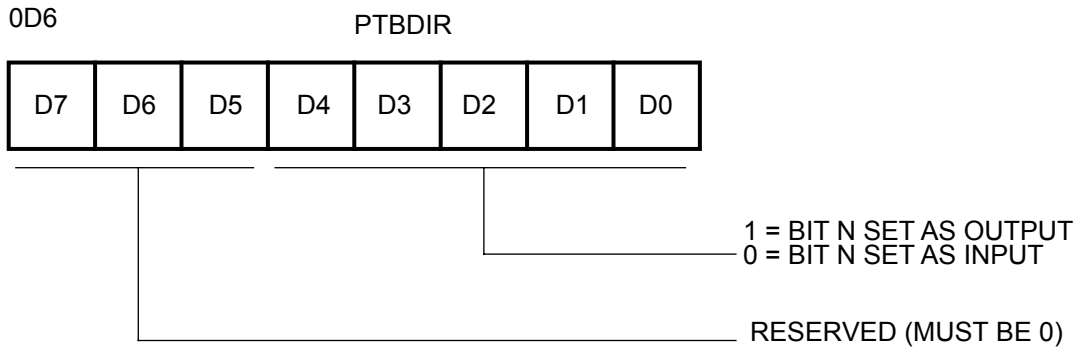 0D6
PTBDIR
D7 D6 D5 D4 D3 D2 D1 D0
1 = BIT N SET AS OUTPUT
0 = BIT N SET AS INPUT
RESERVED (MUST BE 0)